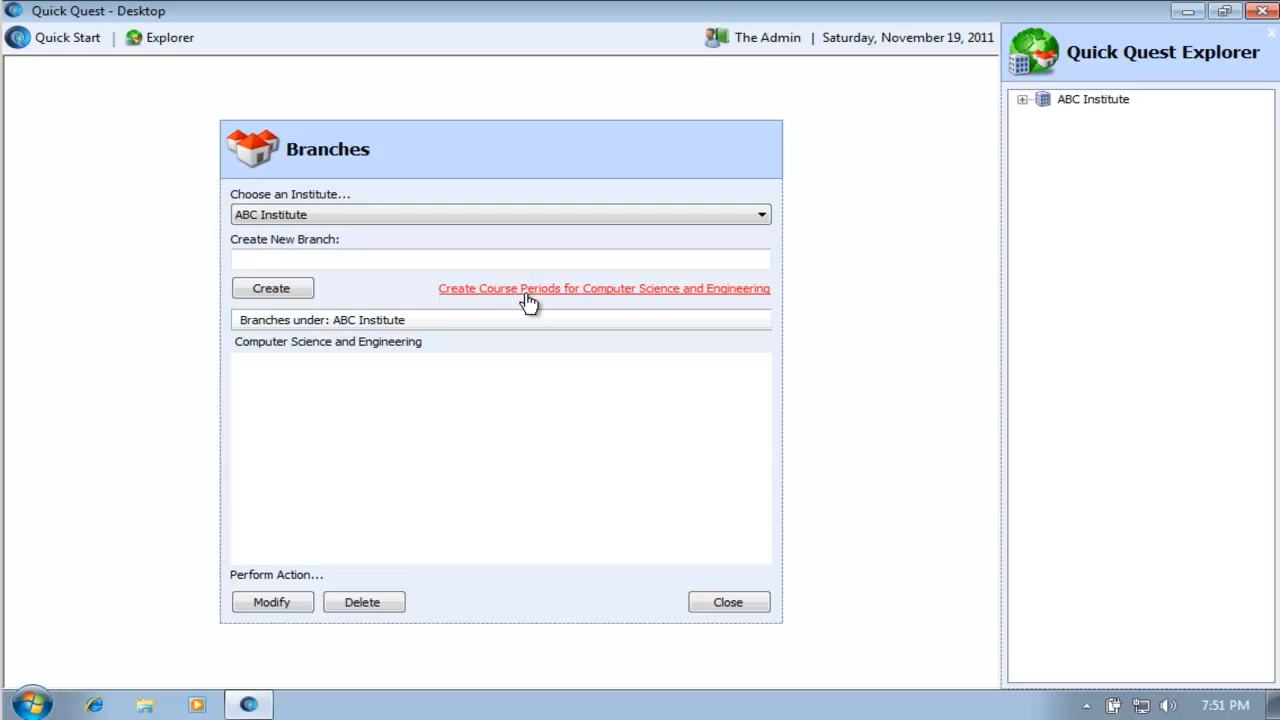 Quick Quest - Desktop
Quick Start | Explorer
The Admin | Saturday, November 19, 2011
Quick Quest Explorer
ABC Institute
Branches
Choose an Institute...
ABC Institute
Create New Branch:
Create
Create Course Periods for Computer Science and Engineering
Branches under: ABC Institute
Computer Science and Engineering
Perform Action...
Modify
Delete
Close
7:51 PM